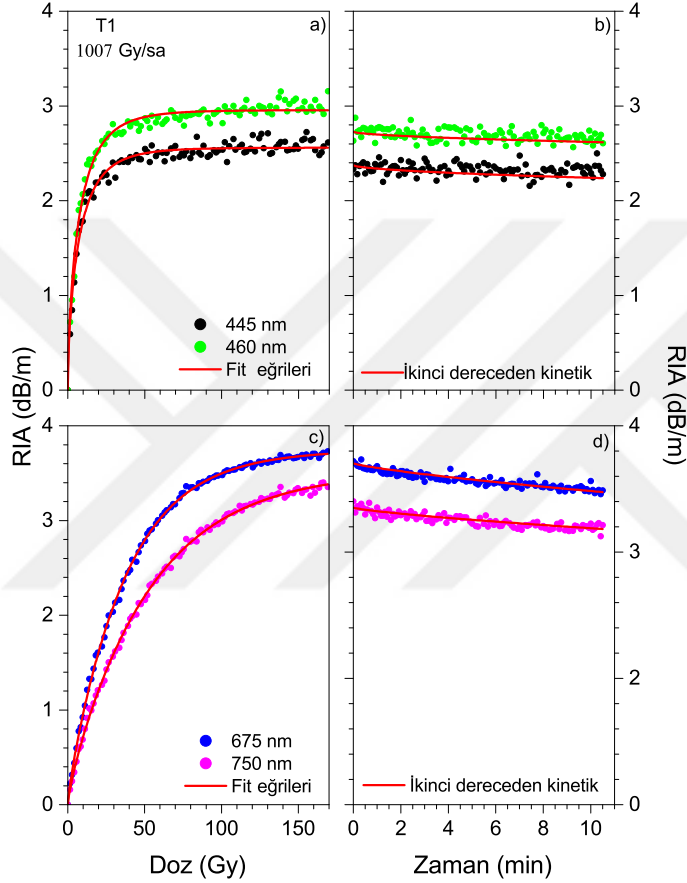 4
3
2
1
0
T1
1007 Gy/sa
a)
445 nm
460 nm
Fit eğrileri
RIA (dB/m)
b)
İkinci dereceden kinetik
4
3
2
1
0
RIA (dB/m)
4
3
2
1
0
c)
675 nm
750 nm
Fit eğrileri
0 50 100 150
Doz (Gy)
d)
İkinci dereceden kinetik
3
2
0
0 2 4 6 8 10
Zaman (min)